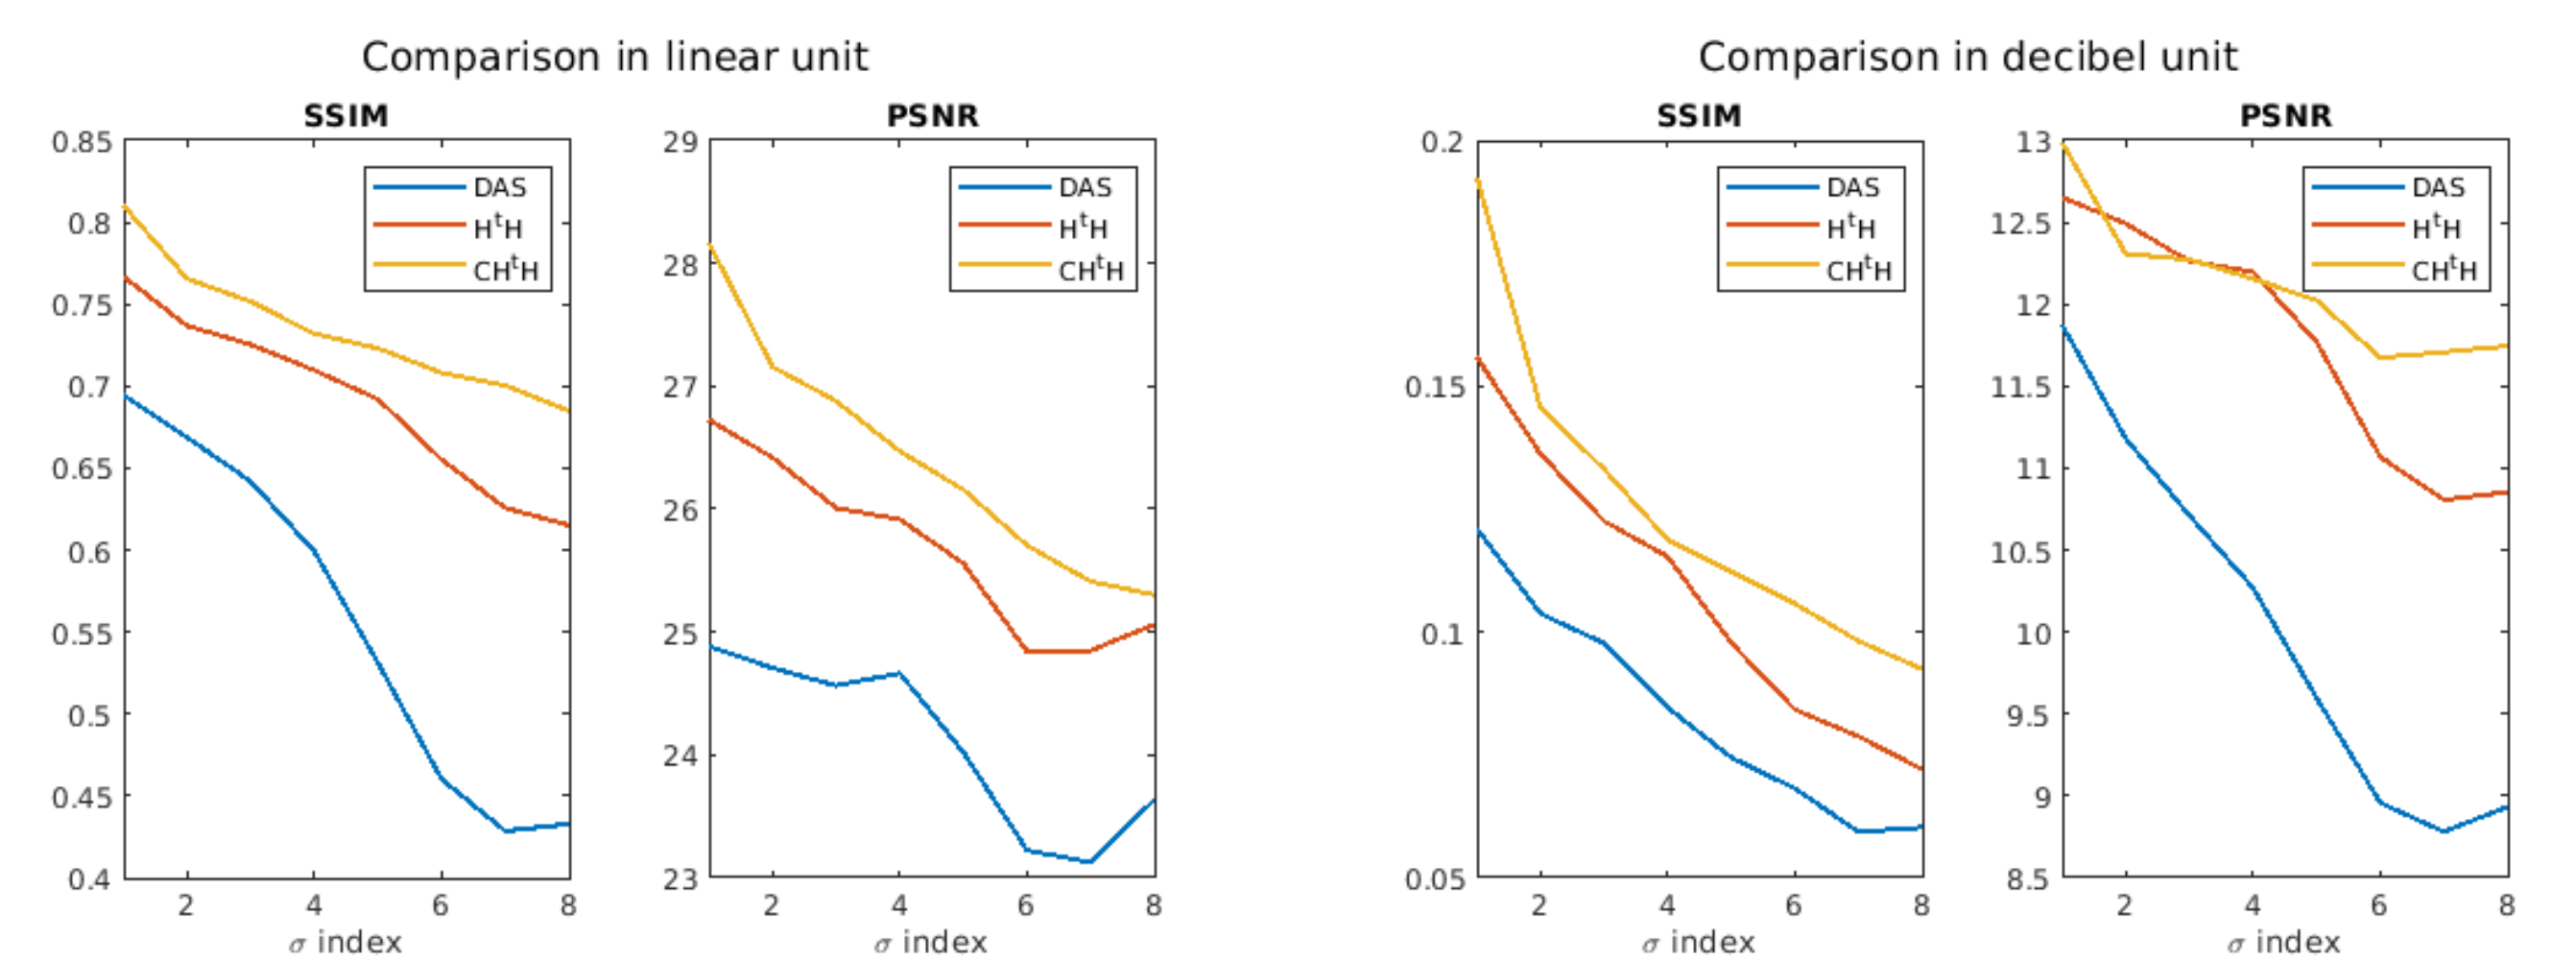 Comparison in linear unit
SSIM
0.85
0.8
0.75
0.7
0.65
0.6
0.55
0.5
0.45
0.4
2 4 6 8
σ index
DAS
HᵗH
CHᵗH
PSNR
29
28
27
26
25
24
23
2 4 6 8
σ index
DAS
HᵗH
CHᵗH
Comparison in decibel unit
SSIM
0.2
0.15
0.1
0.05
2 4 6 8
σ index
DAS
HᵗH
CHᵗH
PSNR
13
12.5
12
11.5
11
10.5
10
9.5
9
8.5
2 4 6 8
σ index
DAS
HᵗH
CHᵗH